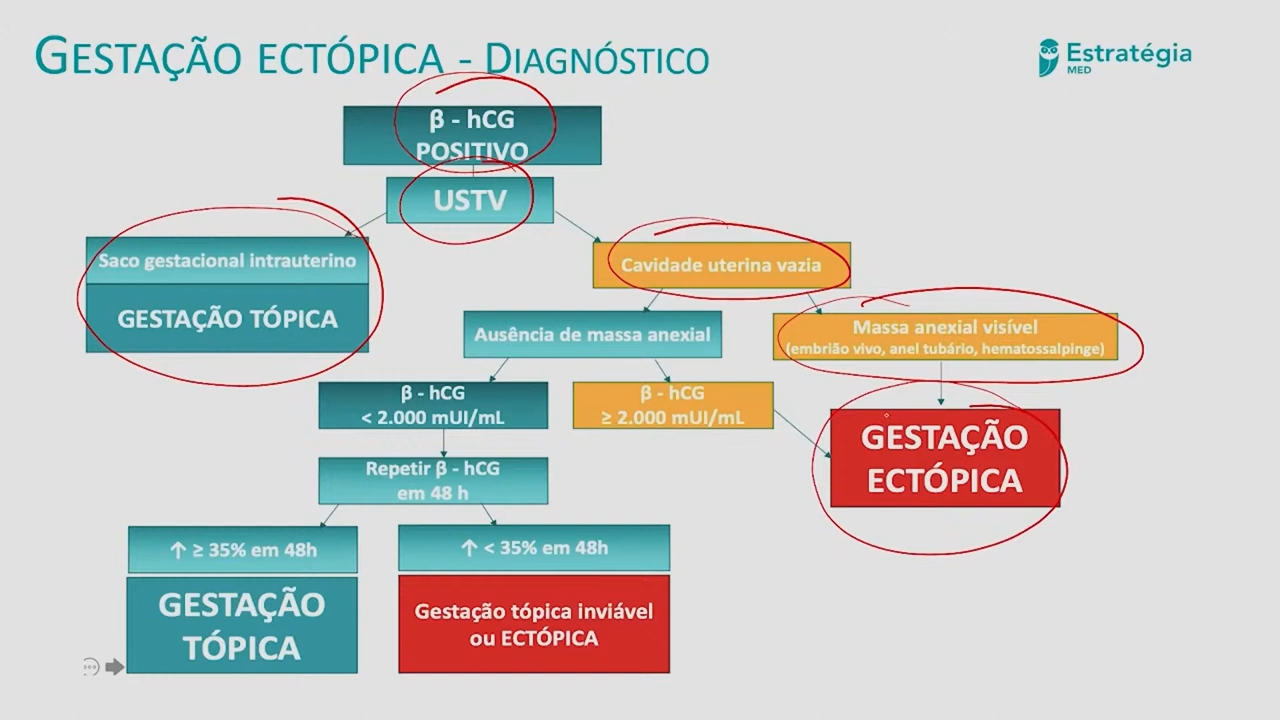 GESTAÇÃO ECTÓPICA - DIAGNÓSTICO
Estratégia
MED
β - hCG
POSITIVO
USTV
Saco gestacional intrauterino
GESTAÇÃO TÓPICA
Cavidade uterina vazia
Ausência de massa anexial
Massa anexial visível
(embrião vivo, anel tubário, hematossalpinge)
β - hCG
< 2.000 mUI/mL
β - hCG
≥ 2.000 mUI/mL
GESTAÇÃO
ECTÓPICA
Repetir β - hCG
em 48 h
↑ ≥ 35% em 48h
↑ < 35% em 48h
GESTAÇÃO
TÓPICA
Gestação tópica inviável
ou ECTÓPICA